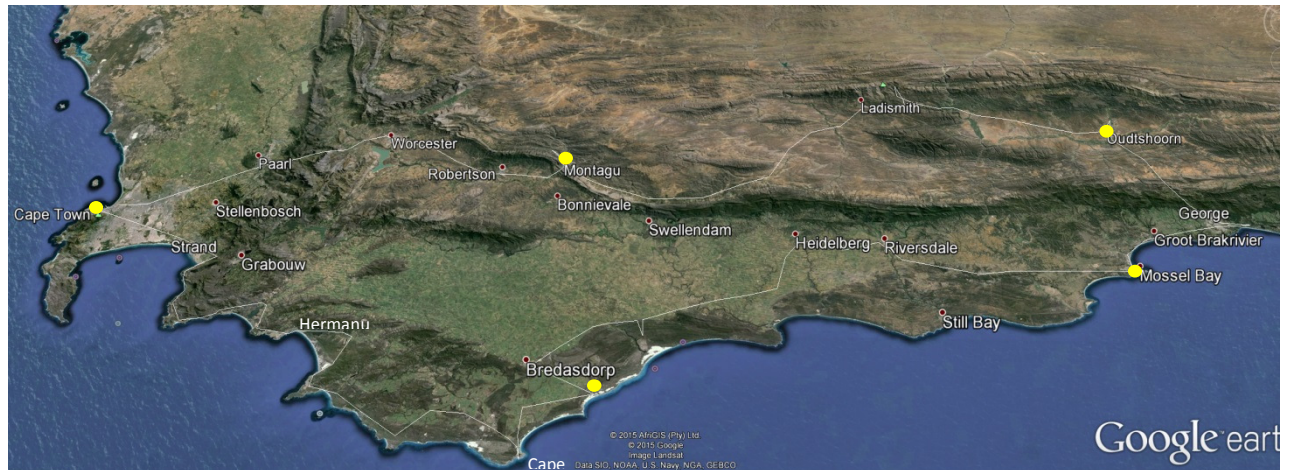 Ladismith
Oudtshoorn
Worcester
Paarl
Montagu
Robertson
Bonnievale
Stellenbosch
Cape Town
George
Swellendam
Heidelberg
Riversdale
Groot Brakrivier
Strand
Grabouw
Mossel Bay
Still Bay
Hermanu
Bredasdorp
© 2015 AfriGIS (Pty) Ltd.
© 2015 Google
Image Landsat
Data SIO, NOAA, U.S. Navy, NGA, GEBCO
Cape
Google eart